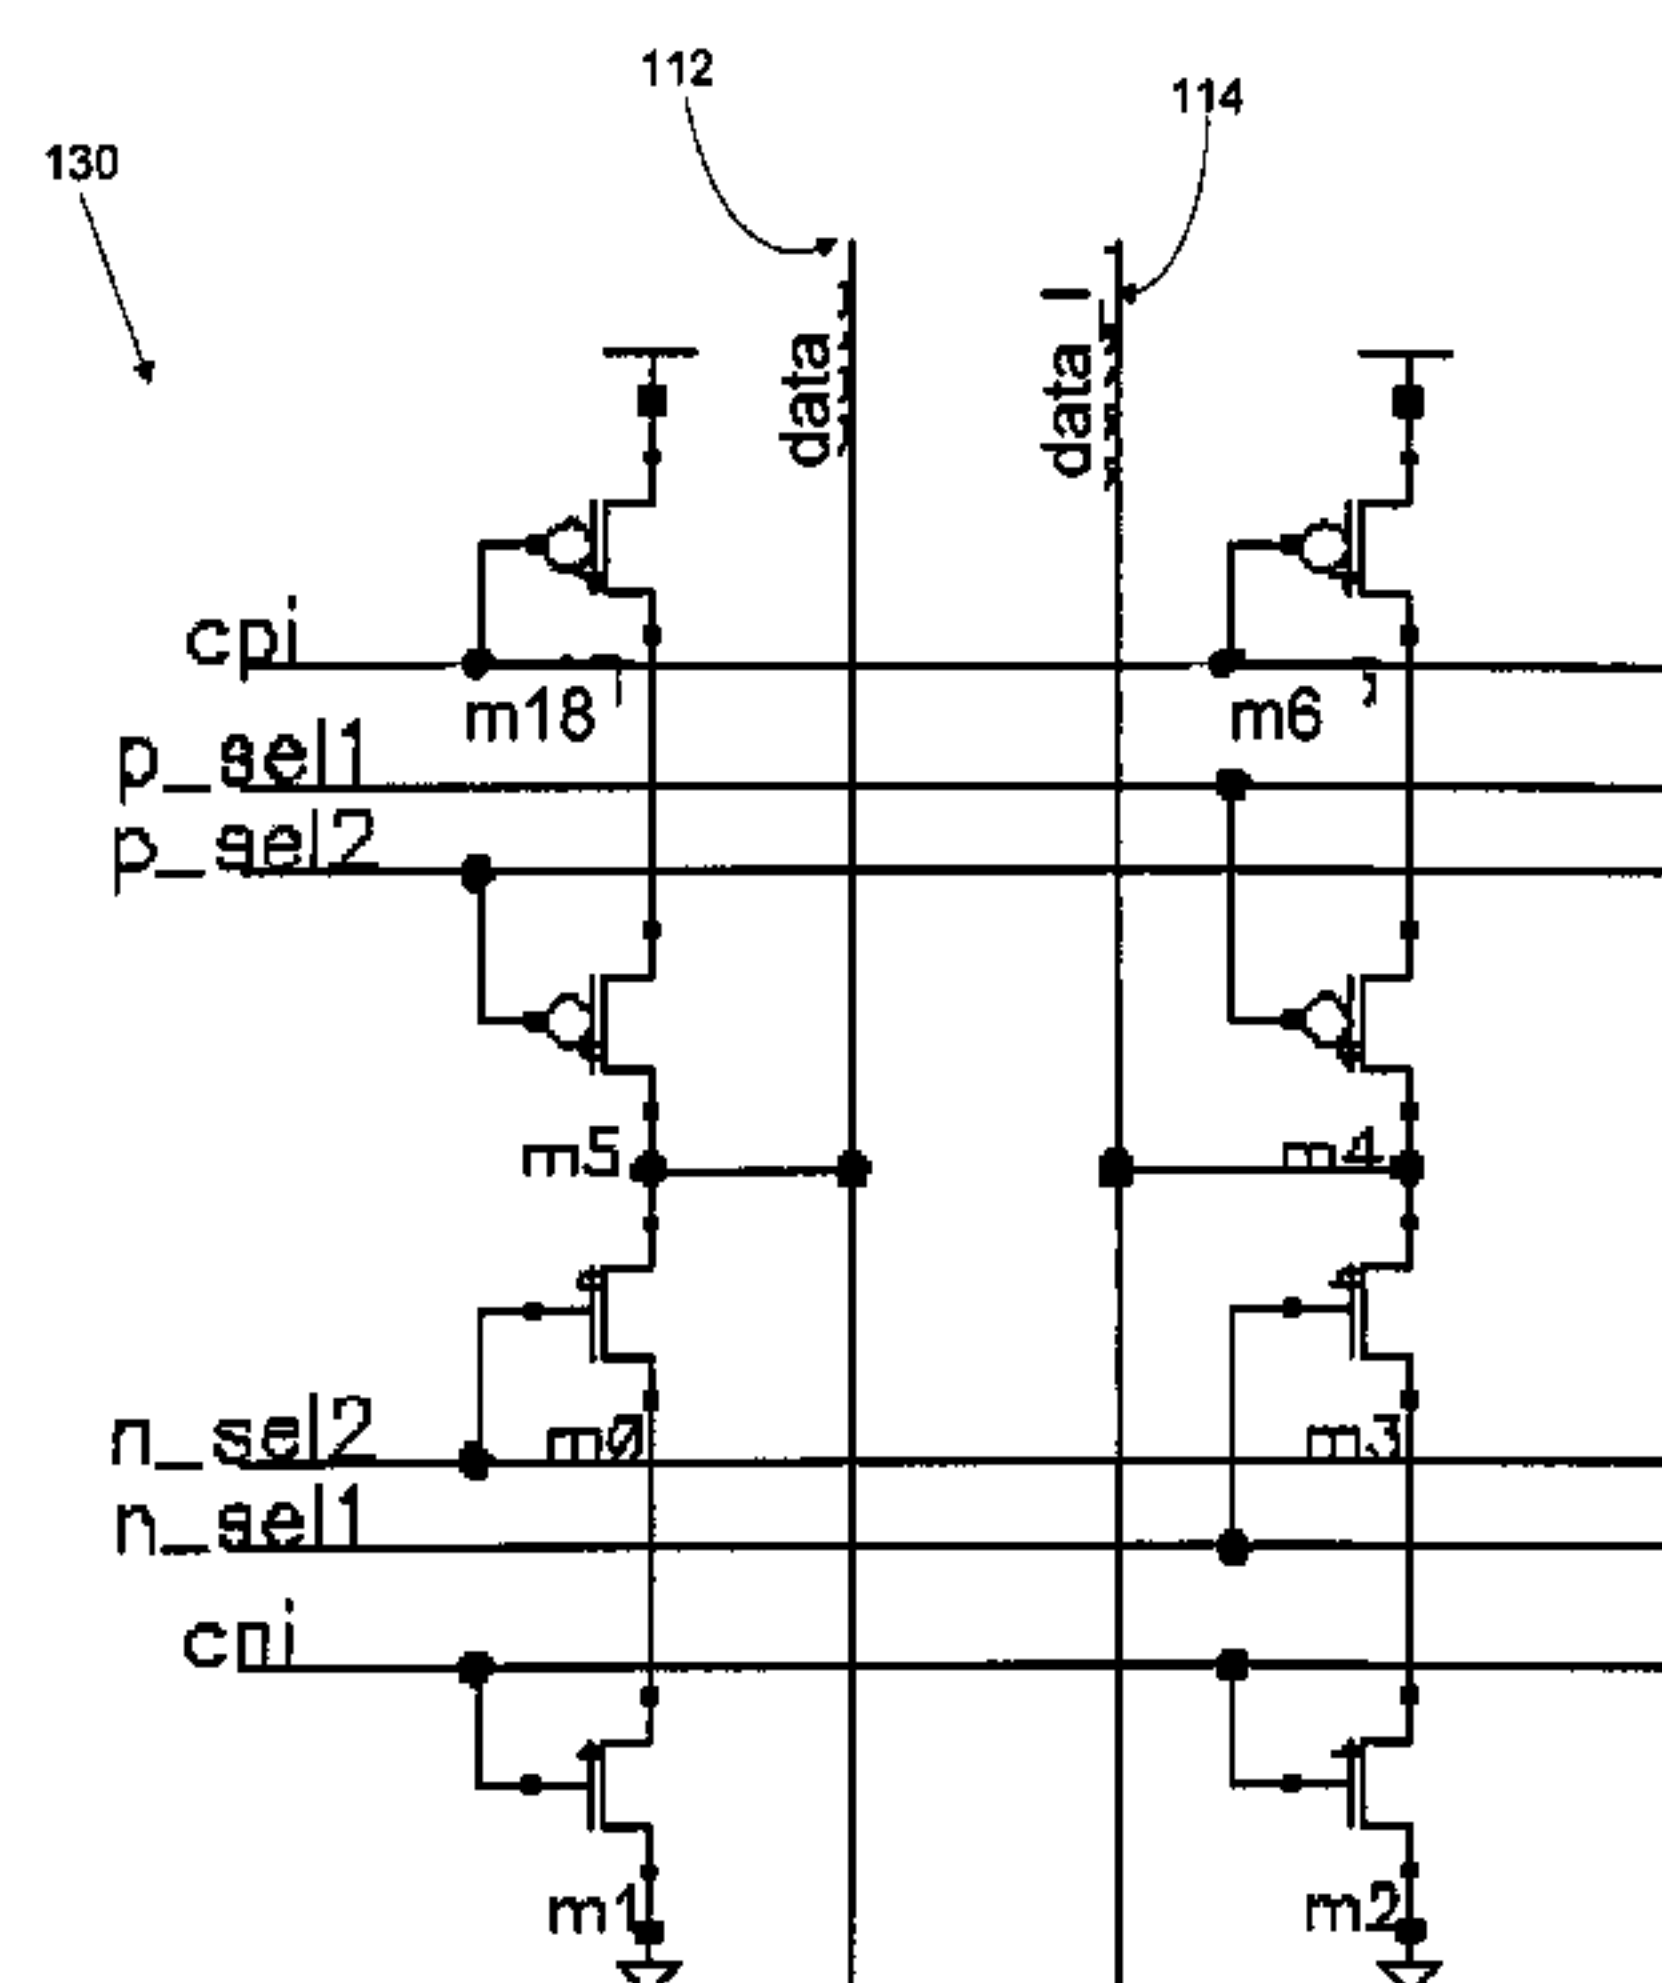 112
114
130
data
data_l
cpi
m18
m6
p_sel1
p_sel2
m5
m4
n_sel2
m0
m3
n_sel1
cni
m1
m2